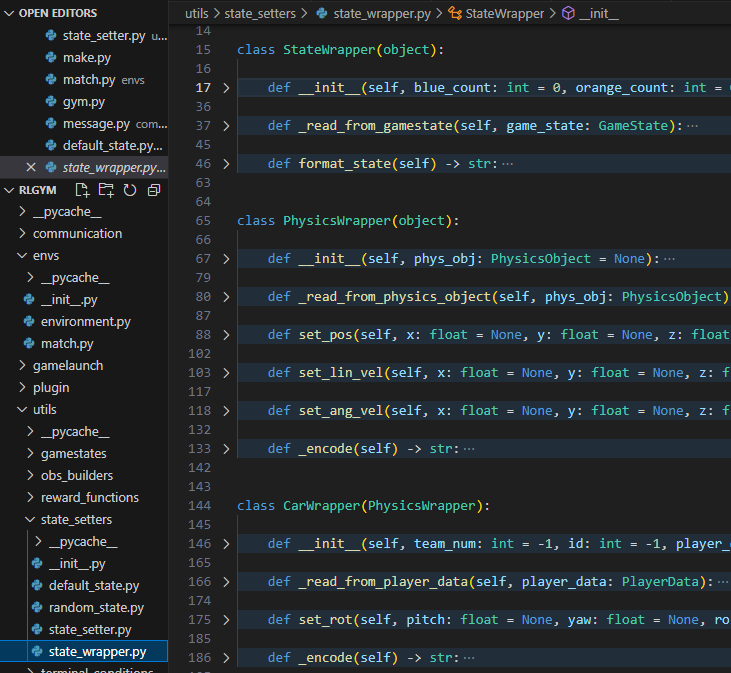 OPEN EDITORS
state_setter.py u...
make.py
match.py envs
gym.py
message.py com...
default_state.py...
state_wrapper.py...
RLGYM
__pycache__
communication
envs
__pycache__
__init__.py
environment.py
match.py
gamelaunch
plugin
utils
__pycache__
gamestates
obs_builders
reward_functions
state_setters
__pycache__
__init__.py
default_state.py
random_state.py
state_setter.py
state_wrapper.py
terminal_conditions
utils > state_setters > state_wrapper.py > StateWrapper > __init__
14
15 class StateWrapper(object):
16
17 def __init__(self, blue_count: int = 0, orange_count: int =
36
37 def _read_from_gamestate(self, game_state: GameState):...
45
46 def format_state(self) -> str:...
63
64
65 class PhysicsWrapper(object):
66
67 def __init__(self, phys_obj: PhysicsObject = None):...
79
80 def _read_from_physics_object(self, phys_obj: PhysicsObject)
87
88 def set_pos(self, x: float = None, y: float = None, z: float
102
103 def set_lin_vel(self, x: float = None, y: float = None, z: f
117
118 def set_ang_vel(self, x: float = None, y: float = None, z: f
132
133 def _encode(self) -> str:...
142
143
144 class CarWrapper(PhysicsWrapper):
145
146 def __init__(self, team_num: int = -1, id: int = -1, player_
165
166 def _read_from_player_data(self, player_data: PlayerData):...
174
175 def set_rot(self, pitch: float = None, yaw: float = None, ro
185
186 def _encode(self) -> str:...